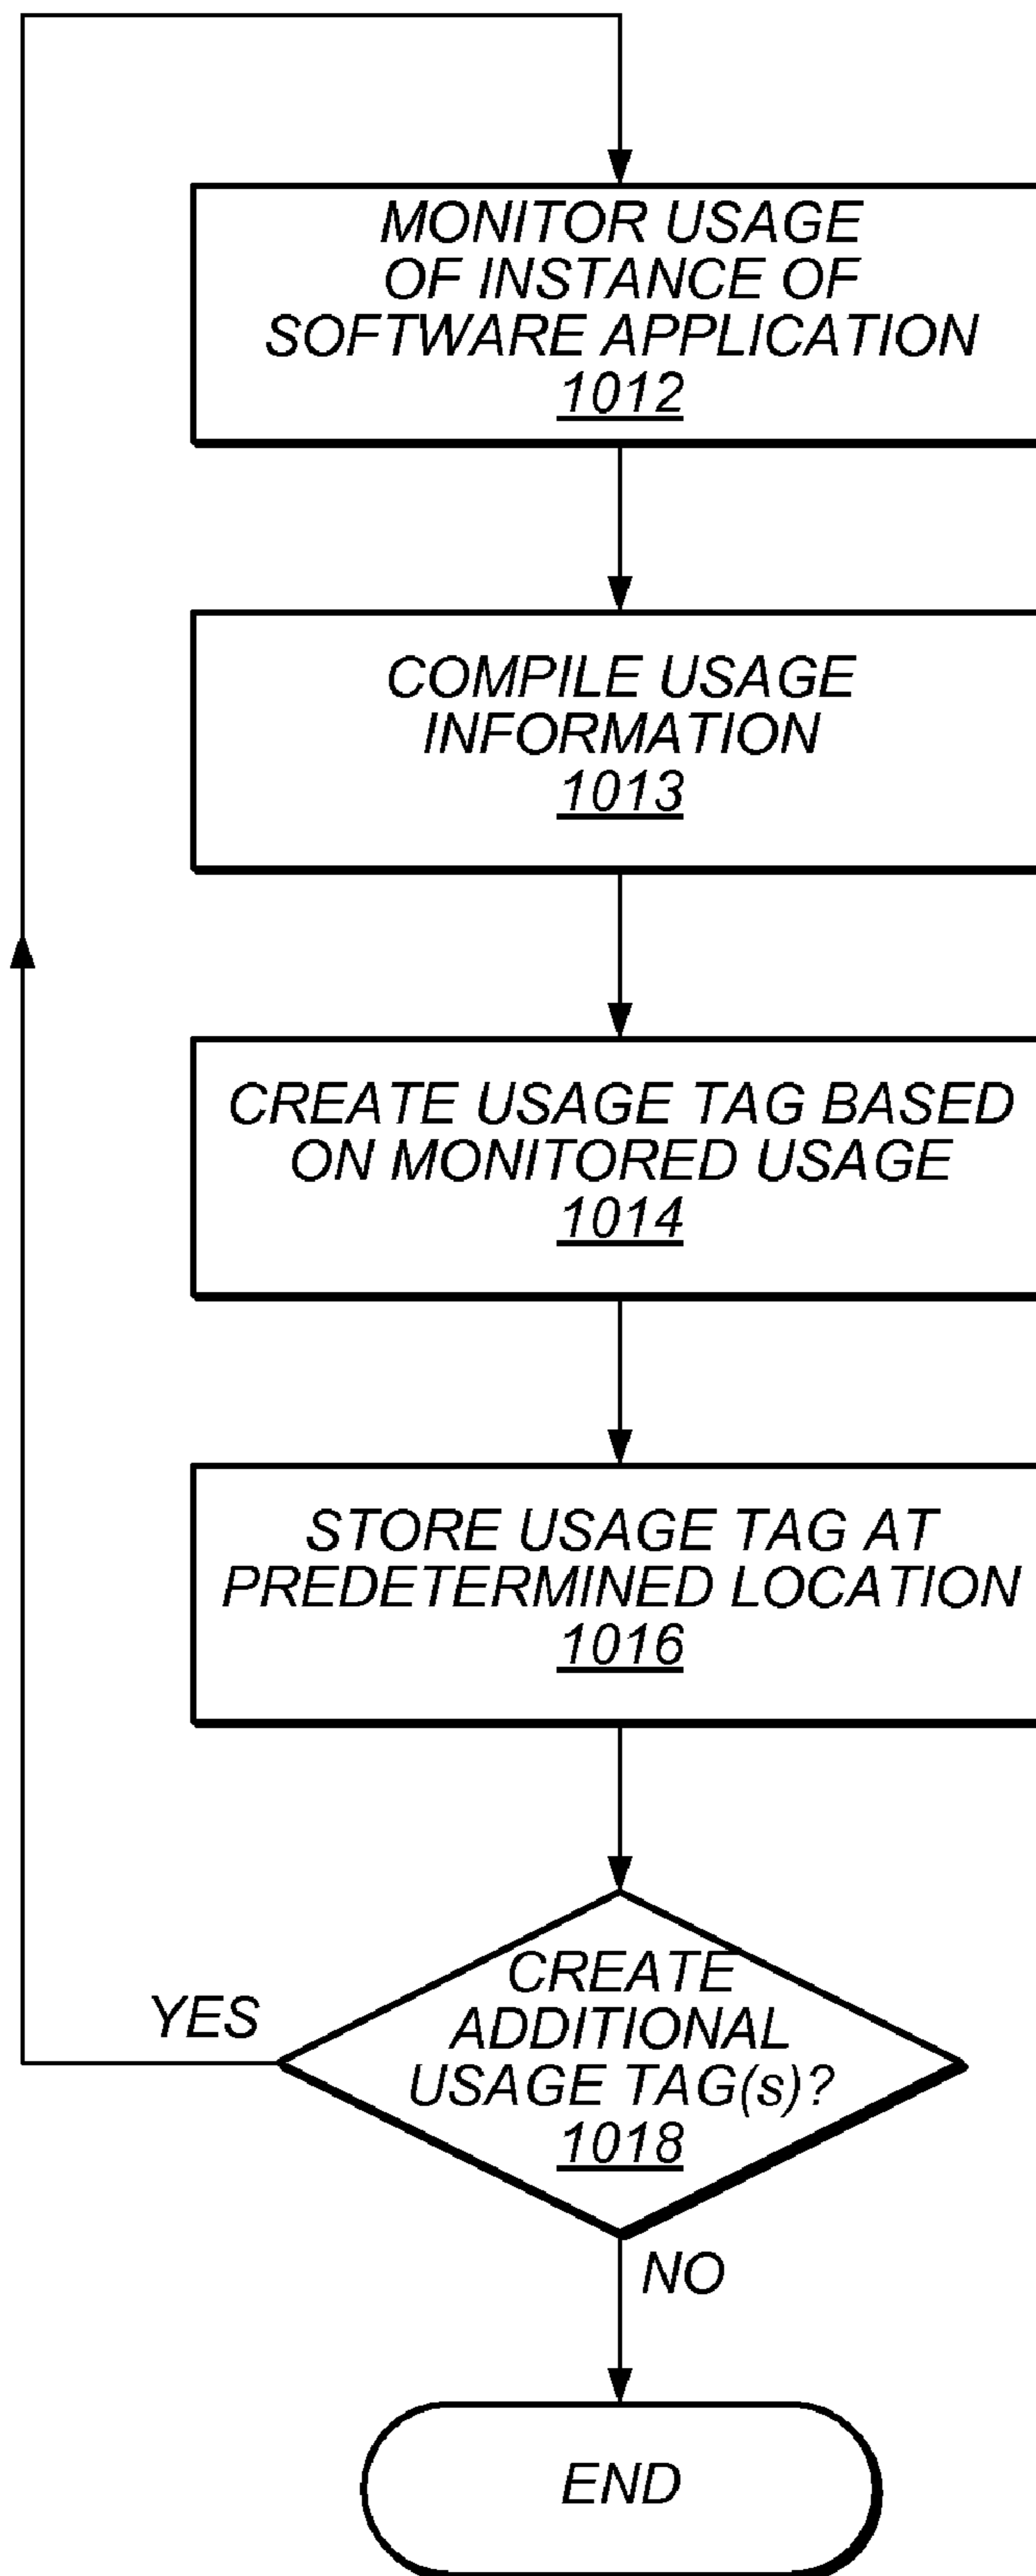 MONITOR USAGE
OF INSTANCE OF
SOFTWARE APPLICATION
1012
COMPILE USAGE
INFORMATION
1013
CREATE USAGE TAG BASED
ON MONITORED USAGE
1014
STORE USAGE TAG AT
PREDETERMINED LOCATION
1016
CREATE
ADDITIONAL
USAGE TAG(s)?
1018
YES
NO
END